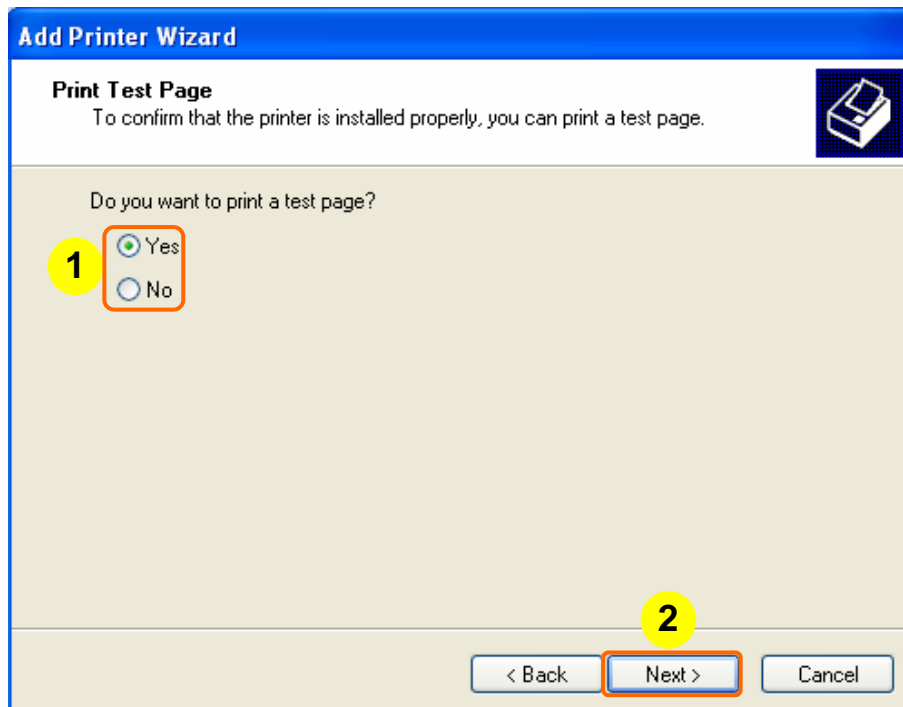 Add Printer Wizard
Print Test Page
To confirm that the printer is installed properly, you can print a test page.
Do you want to print a test page?
1
Yes
No
2
< Back
Next >
Cancel